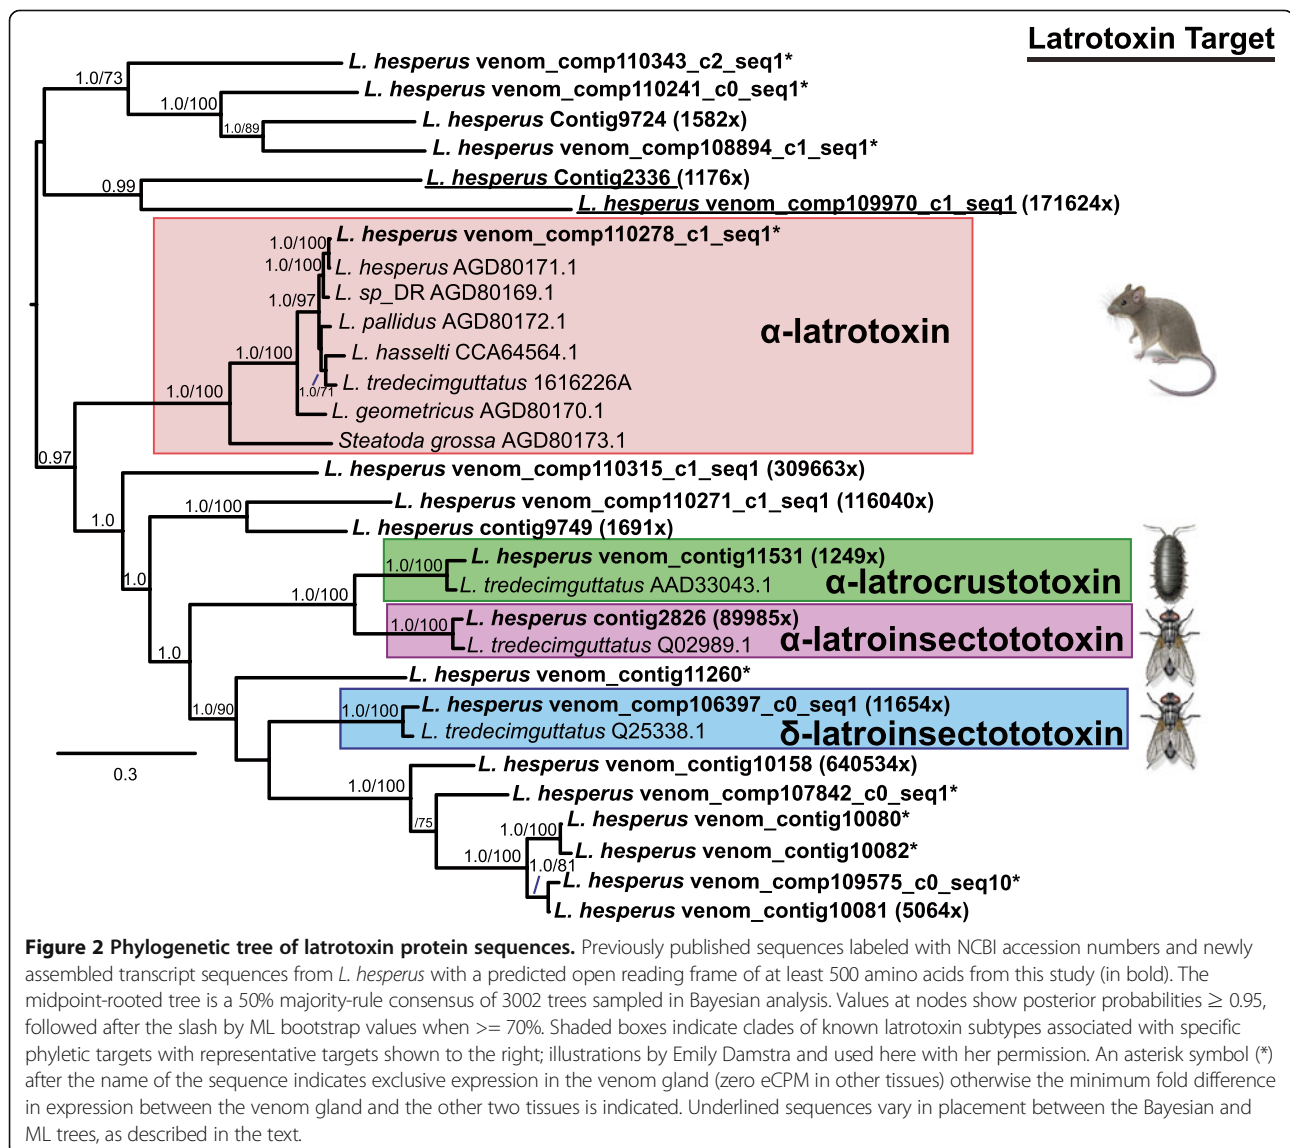 Latrotoxin Target
1.0/73
L. hesperus venom_comp110343_c2_seq1*
1.0/100
L. hesperus venom_comp110241_c0_seq1*
1.0/89
L. hesperus Contig9724 (1582x)
L. hesperus venom_comp108894_c1_seq1*
0.99
L. hesperus Contig2336 (1176x)
L. hesperus venom_comp109970_c1_seq1 (171624x)
1.0/100
L. hesperus venom_comp110278_c1_seq1*
1.0/100
L. hesperus AGD80171.1
L. sp_DR AGD80169.1
1.0/97
L. pallidus AGD80172.1
α-latrotoxin
1.0/100
L. hasselti CCA64564.1
1.0/71
L. tredecimguttatus 1616226A
1.0/100
L. geometricus AGD80170.1
Steatoda grossa AGD80173.1
0.97
L. hesperus venom_comp110315_c1_seq1 (309663x)
1.0
1.0/100
L. hesperus venom_comp110271_c1_seq1 (116040x)
L. hesperus contig9749 (1691x)
1.0
1.0/100
1.0/100
L. hesperus venom_contig11531 (1249x)
L. tredecimguttatus AAD33043.1
α-latrocrustotoxin
1.0/100
L. hesperus contig2826 (89985x)
L. tredecimguttatus Q02989.1
α-latroinsectototoxin
1.0
L. hesperus venom_contig11260*
1.0/90
1.0/100
L. hesperus venom_comp106397_c0_seq1 (11654x)
L. tredecimguttatus Q25338.1
δ-latroinsectototoxin
0.3
1.0/100
L. hesperus venom_contig10158 (640534x)
/75
L. hesperus venom_comp107842_c0_seq1*
1.0/100
1.0/100
L. hesperus venom_contig10080*
L. hesperus venom_contig10082*
1.0/81
L. hesperus venom_comp109575_c0_seq10*
L. hesperus venom_contig10081 (5064x)
Figure 2 Phylogenetic tree of latrotoxin protein sequences. Previously published sequences labeled with NCBI accession numbers and newly
assembled transcript sequences from L. hesperus with a predicted open reading frame of at least 500 amino acids from this study (in bold). The
midpoint-rooted tree is a 50% majority-rule consensus of 3002 trees sampled in Bayesian analysis. Values at nodes show posterior probabilities ≥ 0.95,
followed after the slash by ML bootstrap values when >= 70%. Shaded boxes indicate clades of known latrotoxin subtypes associated with specific
phyletic targets with representative targets shown to the right; illustrations by Emily Damstra and used here with her permission. An asterisk symbol (*)
after the name of the sequence indicates exclusive expression in the venom gland (zero eCPM in other tissues) otherwise the minimum fold difference
in expression between the venom gland and the other two tissues is indicated. Underlined sequences vary in placement between the Bayesian and
ML trees, as described in the text.